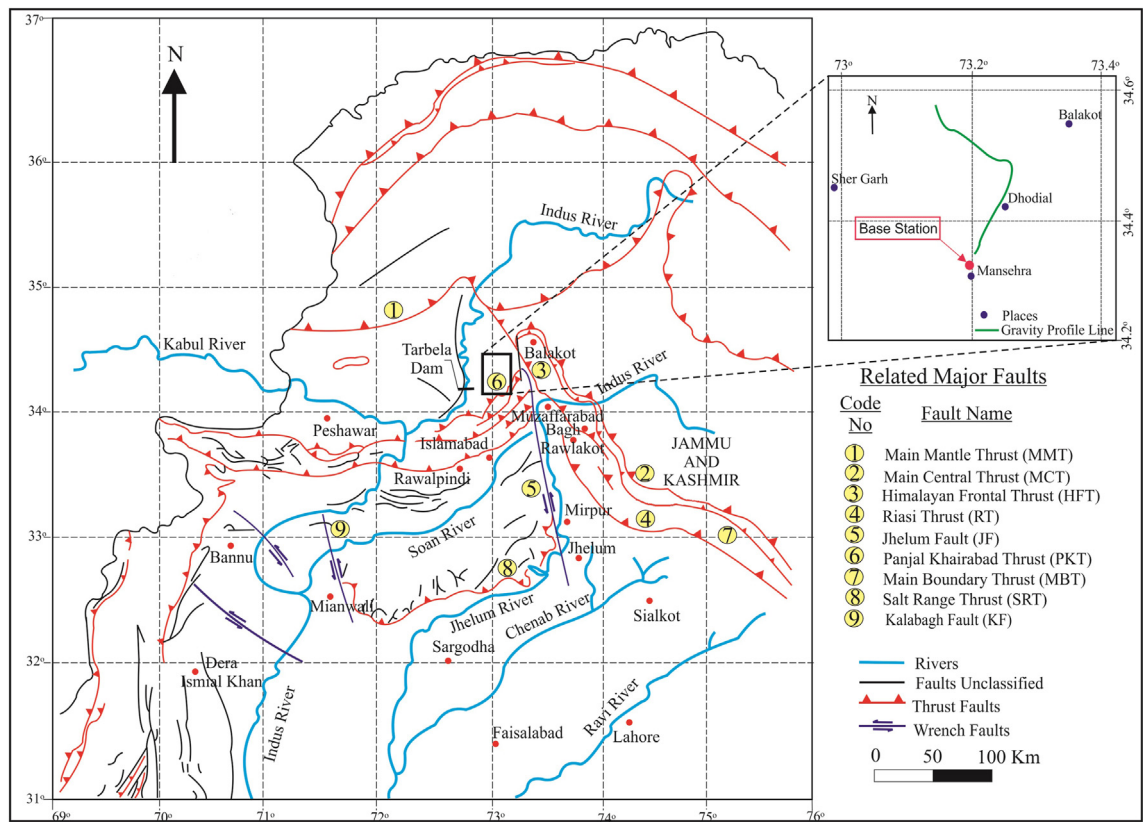 37°
36°
35°
34°
33°
32°
31°
69°
70°
71°
72°
73°
74°
75°
76°
N
Indus River
Kabul River
Tarbela
Dam
Balakot
Indus River
Peshawar
Islamabad
Rawalpindi
Muzaffarabad
Bagh
Rawlakot
JAMMU
AND
KASHMIR
Bannu
Soan River
Mirpur
Jhelum
Mianwali
Jhelum River
Chenab River
Sialkot
Sargodha
Dera
Ismial Khan
Indus River
Faisalabad
Ravi River
Lahore
1
2
3
4
5
6
7
8
9
73°
73.2°
73.4°
34.6°
34.4°
34.2°
N
Balakot
Sher Garh
Dhodial
Base Station
Mansehra
Places
Gravity Profile Line
Related Major Faults
Code
No
Fault Name
1 Main Mantle Thrust (MMT)
2 Main Central Thrust (MCT)
3 Himalayan Frontal Thrust (HFT)
4 Riasi Thrust (RT)
5 Jhelum Fault (JF)
6 Panjal Khairabad Thrust (PKT)
7 Main Boundary Thrust (MBT)
8 Salt Range Thrust (SRT)
9 Kalabagh Fault (KF)
Rivers
Faults Unclassified
Thrust Faults
Wrench Faults
0 50 100 Km